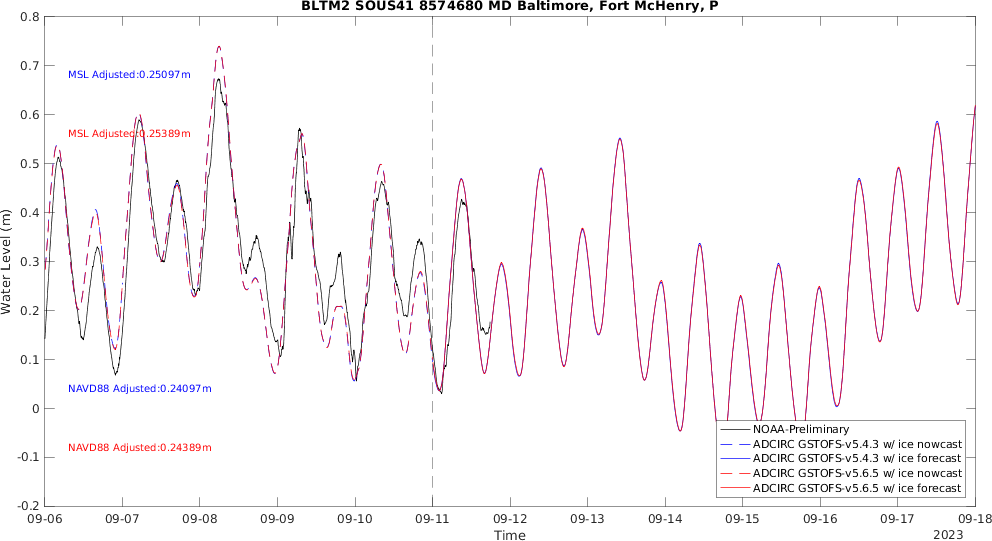 BLTM2 SOUS41 8574680 MD Baltimore, Fort McHenry, P
0.8
0.7
0.6
0.5
0.4
0.3
0.2
0.1
0
-0.1
-0.2
Water Level (m)
MSL Adjusted:0.25097m
MSL Adjusted:0.25389m
NAVD88 Adjusted:0.24097m
NAVD88 Adjusted:0.24389m
NOAA-Preliminary
ADCIRC GSTOFS-v5.4.3 w/ ice nowcast
ADCIRC GSTOFS-v5.4.3 w/ ice forecast
ADCIRC GSTOFS-v5.6.5 w/ ice nowcast
ADCIRC GSTOFS-v5.6.5 w/ ice forecast
09-06 09-07 09-08 09-09 09-10 09-11 09-12 09-13 09-14 09-15 09-16 09-17 09-18
Time
2023